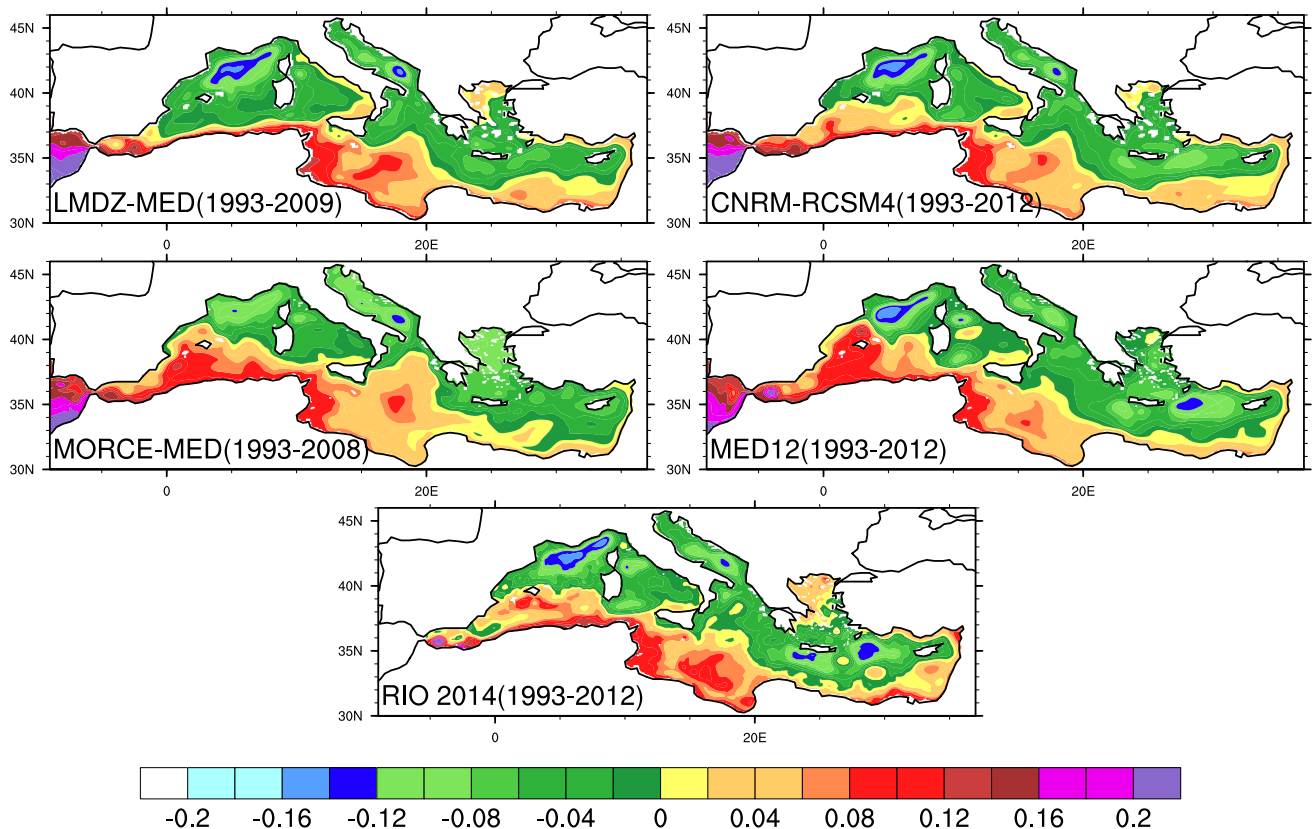 45N
40N
35N
30N
LMDZ-MED(1993-2009)
0
20E
45N
40N
35N
30N
CNRM-RCSM4(1993-2012)
0
20E
45N
40N
35N
30N
MORCE-MED(1993-2008)
0
20E
45N
40N
35N
30N
MED12(1993-2012)
0
20E
45N
40N
35N
30N
RIO 2014(1993-2012)
0
20E
-0.2 -0.16 -0.12 -0.08 -0.04 0 0.04 0.08 0.12 0.16 0.2